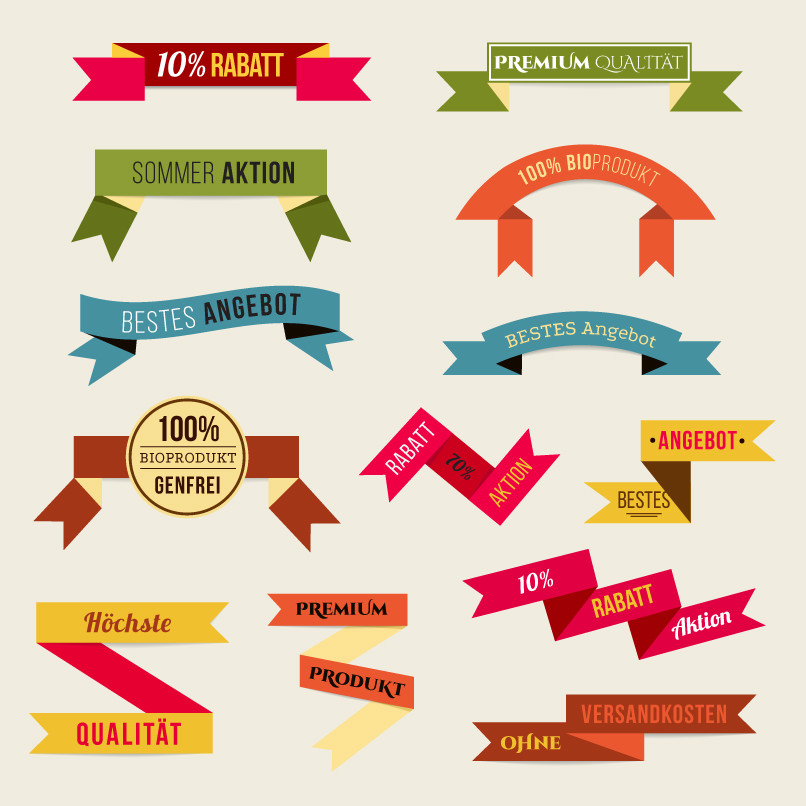 10% RABATT
PREMIUM QUALITÄT
SOMMER AKTION
100% BIOPRODUKT
BESTES ANGEBOT
BESTES Angebot
100%
BIOPRODUKT
GENFREI
RABATT
70%
AKTION
•ANGEBOT•
BESTES
10%
RABATT
Aktion
Höchste
QUALITÄT
PREMIUM
PRODUKT
VERSANDKOSTEN
OHNE